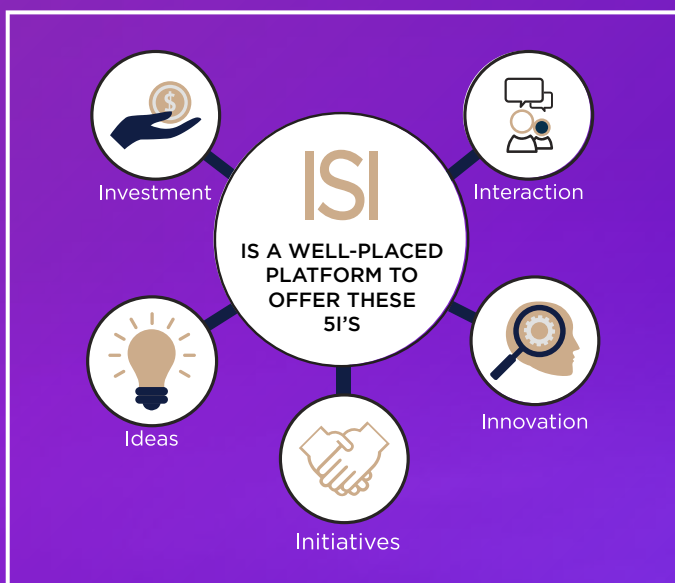 $
Investment
Interaction
ISI
IS A WELL-PLACED
PLATFORM TO
OFFER THESE
5I'S
Ideas
Innovation
Initiatives